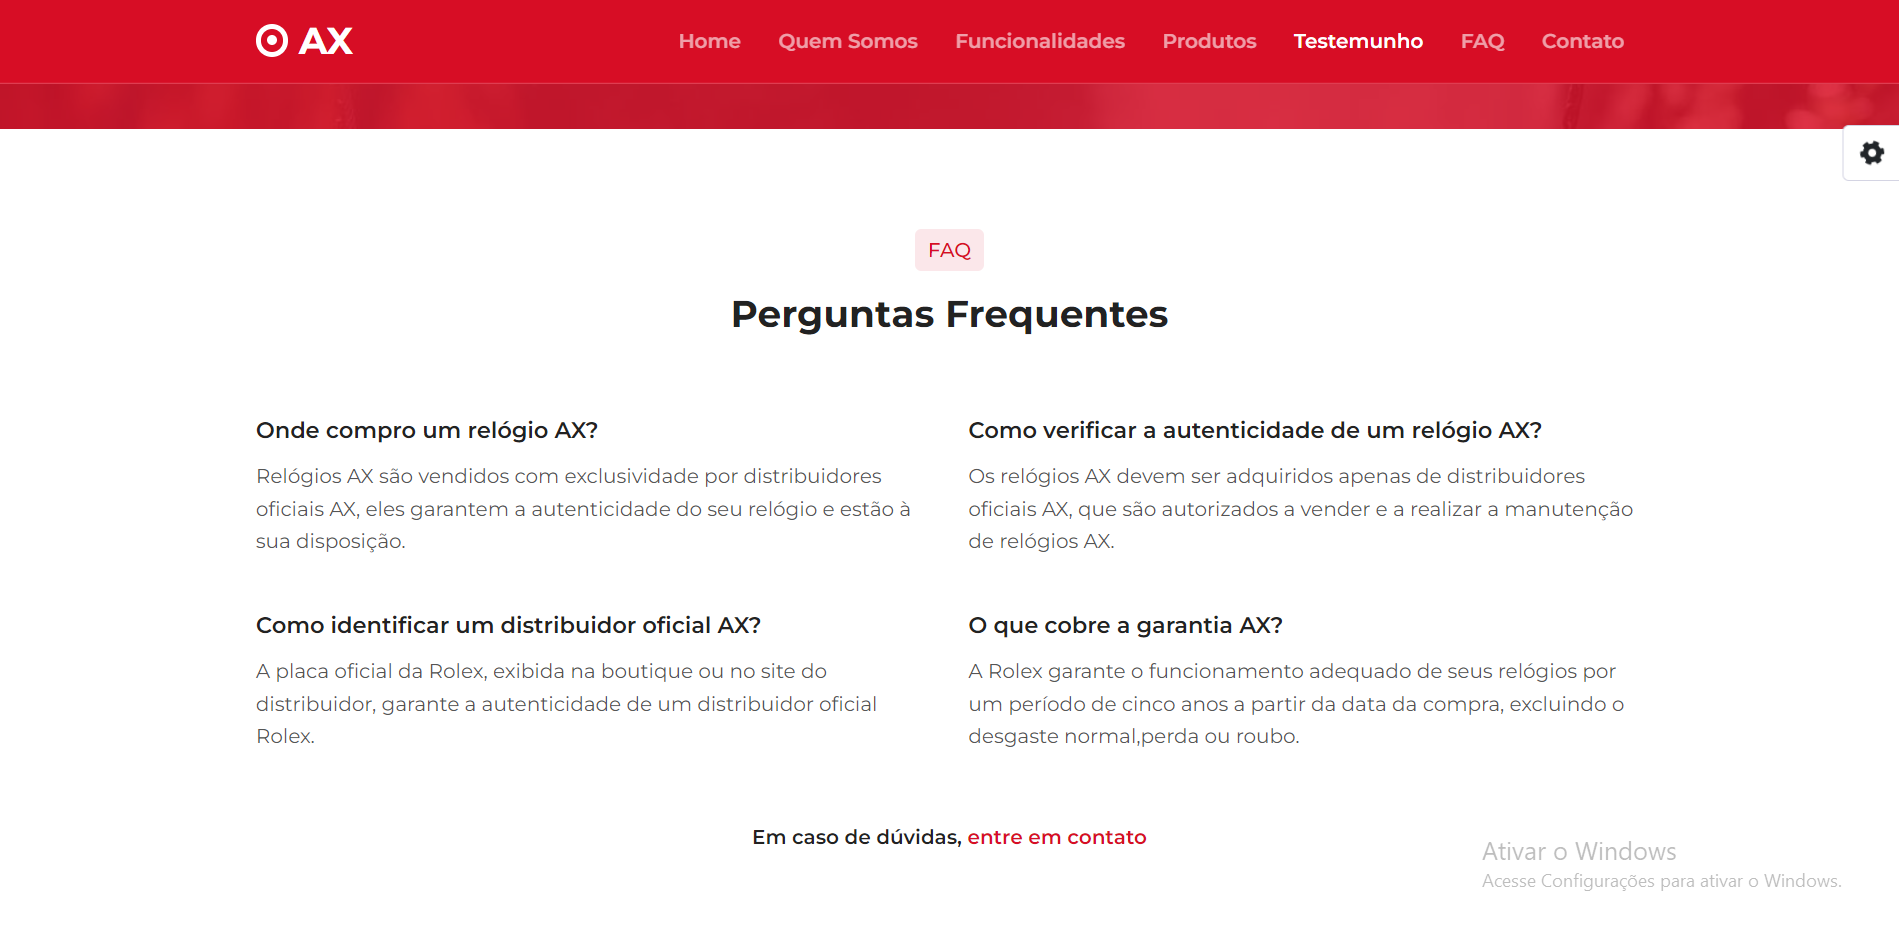 AX
Home Quem Somos Funcionalidades Produtos Testemunho FAQ Contato
FAQ
Perguntas Frequentes
Onde compro um relógio AX?
Relógios AX são vendidos com exclusividade por distribuidores
oficiais AX, eles garantem a autenticidade do seu relógio e estão à
sua disposição.
Como verificar a autenticidade de um relógio AX?
Os relógios AX devem ser adquiridos apenas de distribuidores
oficiais AX, que são autorizados a vender e a realizar a manutenção
de relógios AX.
Como identificar um distribuidor oficial AX?
A placa oficial da Rolex, exibida na boutique ou no site do
distribuidor, garante a autenticidade de um distribuidor oficial
Rolex.
O que cobre a garantia AX?
A Rolex garante o funcionamento adequado de seus relógios por
um período de cinco anos a partir da data da compra, excluindo o
desgaste normal,perda ou roubo.
Em caso de dúvidas, entre em contato
Ativar o Windows
Acesse Configurações para ativar o Windows.